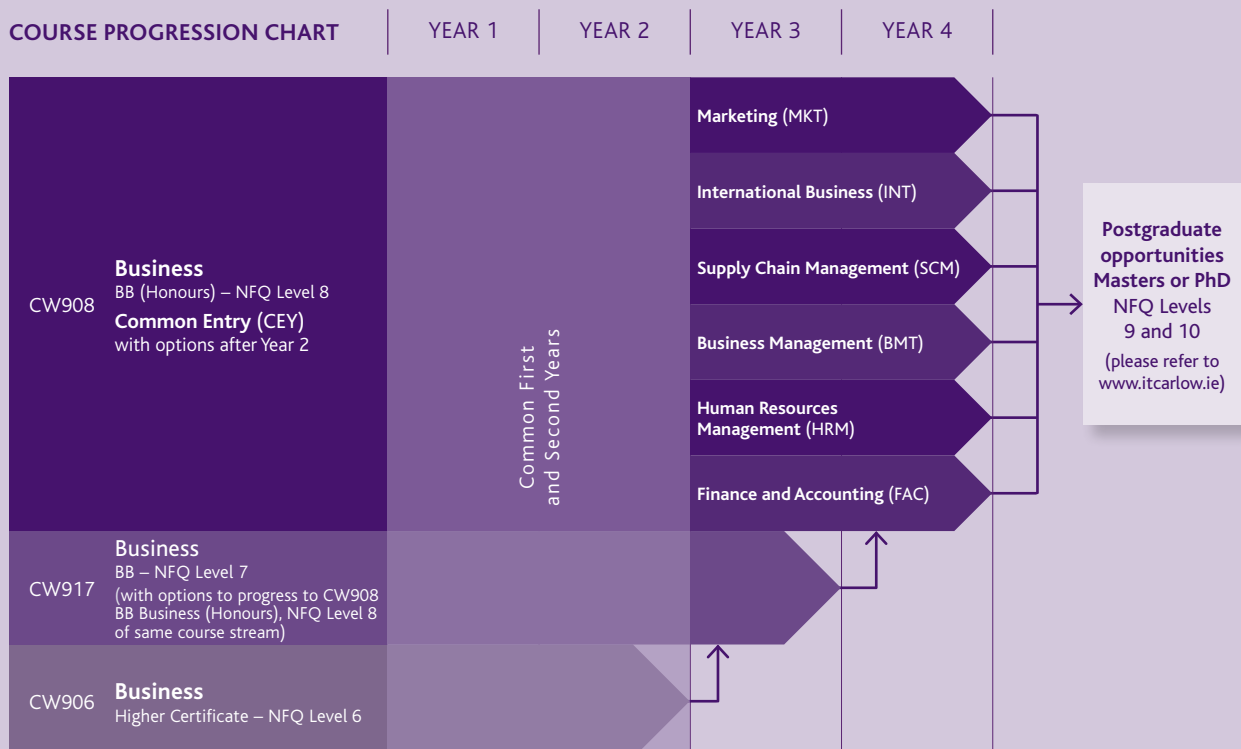 COURSE PROGRESSION CHART
YEAR 1
YEAR 2
YEAR 3
YEAR 4
CW908
Business
BB (Honours) – NFQ Level 8
Common Entry (CEY)
with options after Year 2
Common First
and Second Years
Marketing (MKT)
International Business (INT)
Supply Chain Management (SCM)
Business Management (BMT)
Human Resources
Management (HRM)
Finance and Accounting (FAC)
Postgraduate
opportunities
Masters or PhD
NFQ Levels
9 and 10
(please refer to
www.itcarlow.ie)
CW917
Business
BB – NFQ Level 7
(with options to progress to CW908
BB Business (Honours), NFQ Level 8
of same course stream)
CW906
Business
Higher Certificate – NFQ Level 6